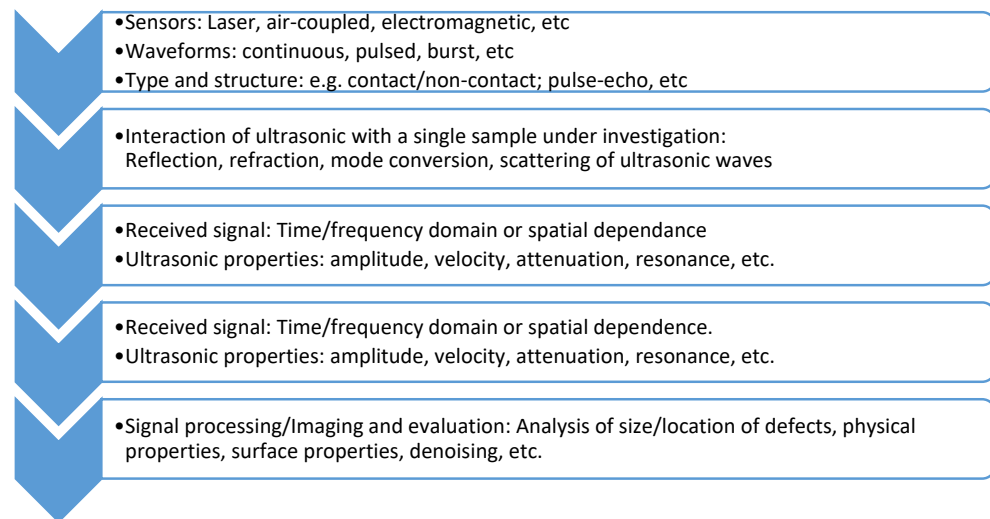 •Sensors: Laser, air-coupled, electromagnetic, etc
•Waveforms: continuous, pulsed, burst, etc
•Type and structure: e.g. contact/non-contact; pulse-echo, etc
•Interaction of ultrasonic with a single sample under investigation:
Reflection, refraction, mode conversion, scattering of ultrasonic waves
•Received signal: Time/frequency domain or spatial dependance
•Ultrasonic properties: amplitude, velocity, attenuation, resonance, etc.
•Received signal: Time/frequency domain or spatial dependence.
•Ultrasonic properties: amplitude, velocity, attenuation, resonance, etc.
•Signal processing/Imaging and evaluation: Analysis of size/location of defects, physical
properties, surface properties, denoising, etc.